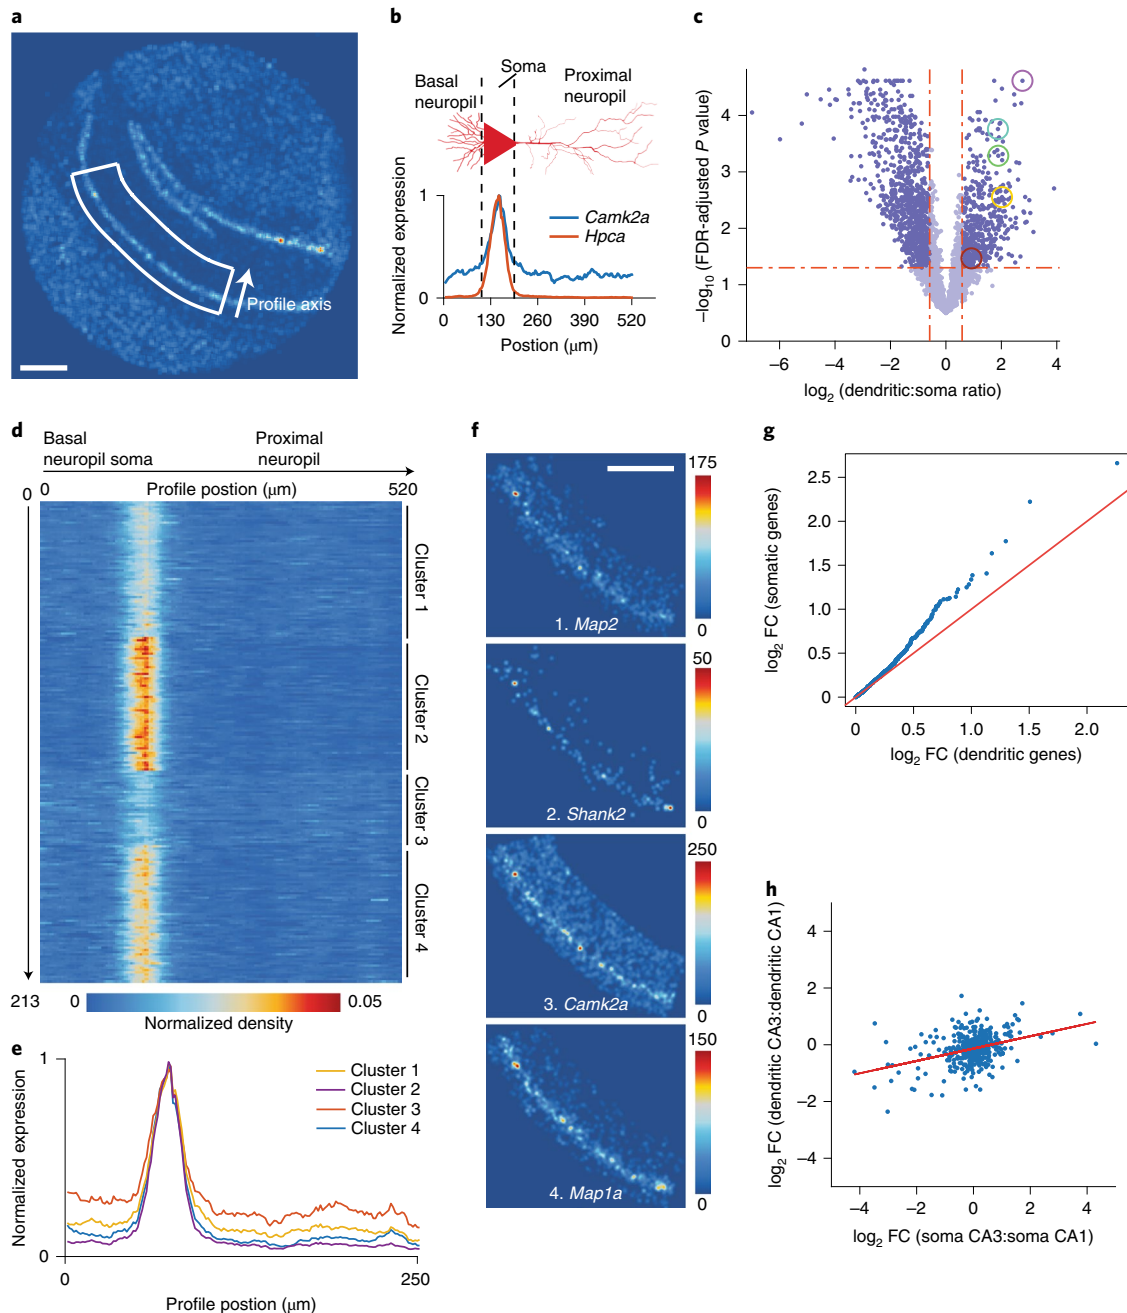 a
Profile axis
b
Soma
Basal
neuropil
Proximal
neuropil
Normalized expression
1
0
Camk2a
Hpca
0
130
260
390
520
Postion (μm)
c
–log10 (FDR-adjusted P value)
4
3
2
1
0
–6
–4
–2
0
2
4
log2 (dendritic:soma ratio)
d
Basal
neuropil soma
Proximal
neuropil
0
0
Profile postion (μm)
520
Cluster 1
Cluster 2
Cluster 3
Cluster 4
213
0
0.05
Normalized density
e
Normalized expression
1
0
Cluster 1
Cluster 2
Cluster 3
Cluster 4
0
250
Profile postion (μm)
f
175
1. Map2
0
50
2. Shank2
0
250
3. Camk2a
0
150
4. Map1a
0
g
log2 FC (somatic genes)
2.5
2.0
1.5
1.0
0.5
0
0
0.5
1.0
1.5
2.0
log2 FC (dendritic genes)
h
log2 FC (dendritic CA3:dendritic CA1)
4
2
0
–2
–4
–4
–2
0
2
4
log2 FC (soma CA3:soma CA1)